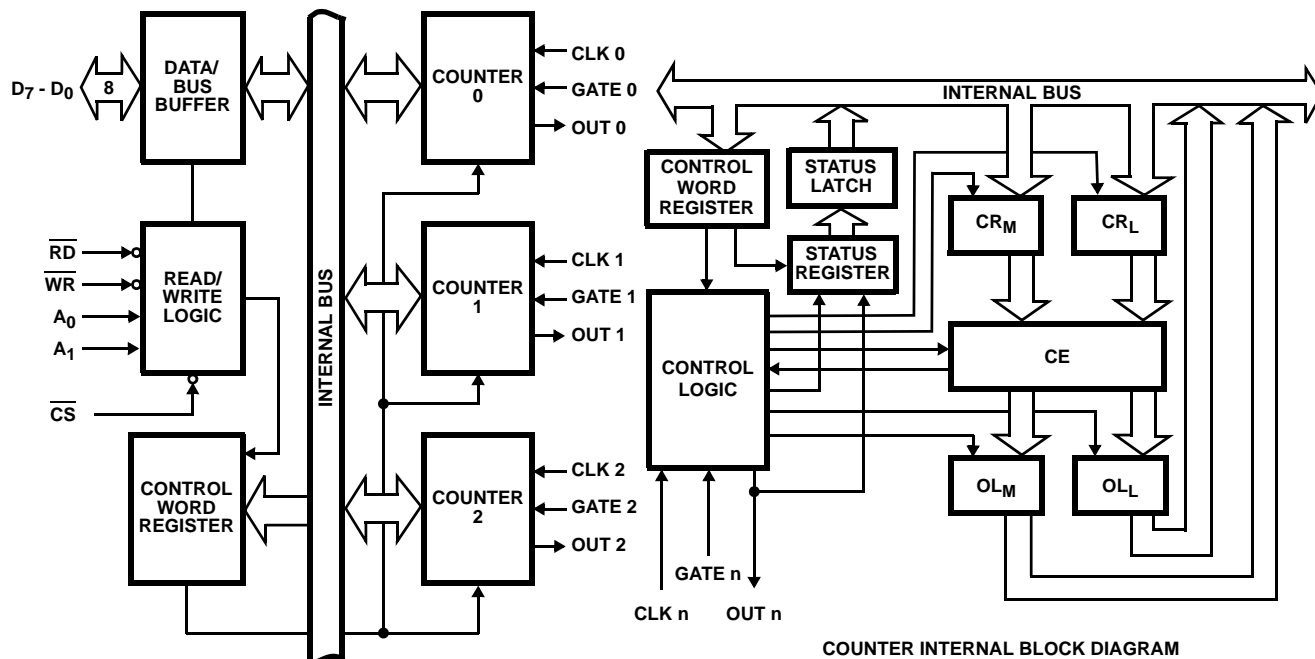 D7 - D0
8
DATA/
BUS
BUFFER
RD
WR
A0
A1
CS
READ/
WRITE
LOGIC
CONTROL
WORD
REGISTER
INTERNAL BUS
COUNTER
0
CLK 0
GATE 0
OUT 0
COUNTER
1
CLK 1
GATE 1
OUT 1
COUNTER
2
CLK 2
GATE 2
OUT 2
INTERNAL BUS
CONTROL
WORD
REGISTER
STATUS
LATCH
STATUS
REGISTER
CONTROL
LOGIC
CRM
CRL
CE
OLM
OLL
GATE n
CLK n
OUT n
COUNTER INTERNAL BLOCK DIAGRAM